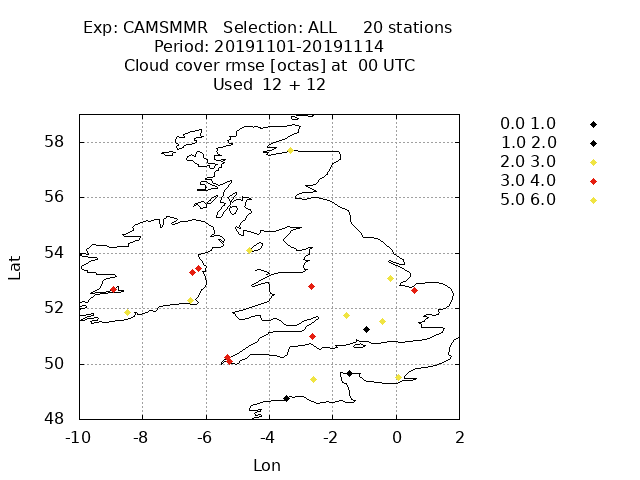 Exp: CAMSMMR Selection: ALL 20 stations
Period: 20191101-20191114
Cloud cover rmse [octas] at 00 UTC
Used 12 + 12
0.0 1.0
1.0 2.0
2.0 3.0
3.0 4.0
5.0 6.0
58
56
54
52
50
48
Lat
-10 -8 -6 -4 -2 0 2
Lon